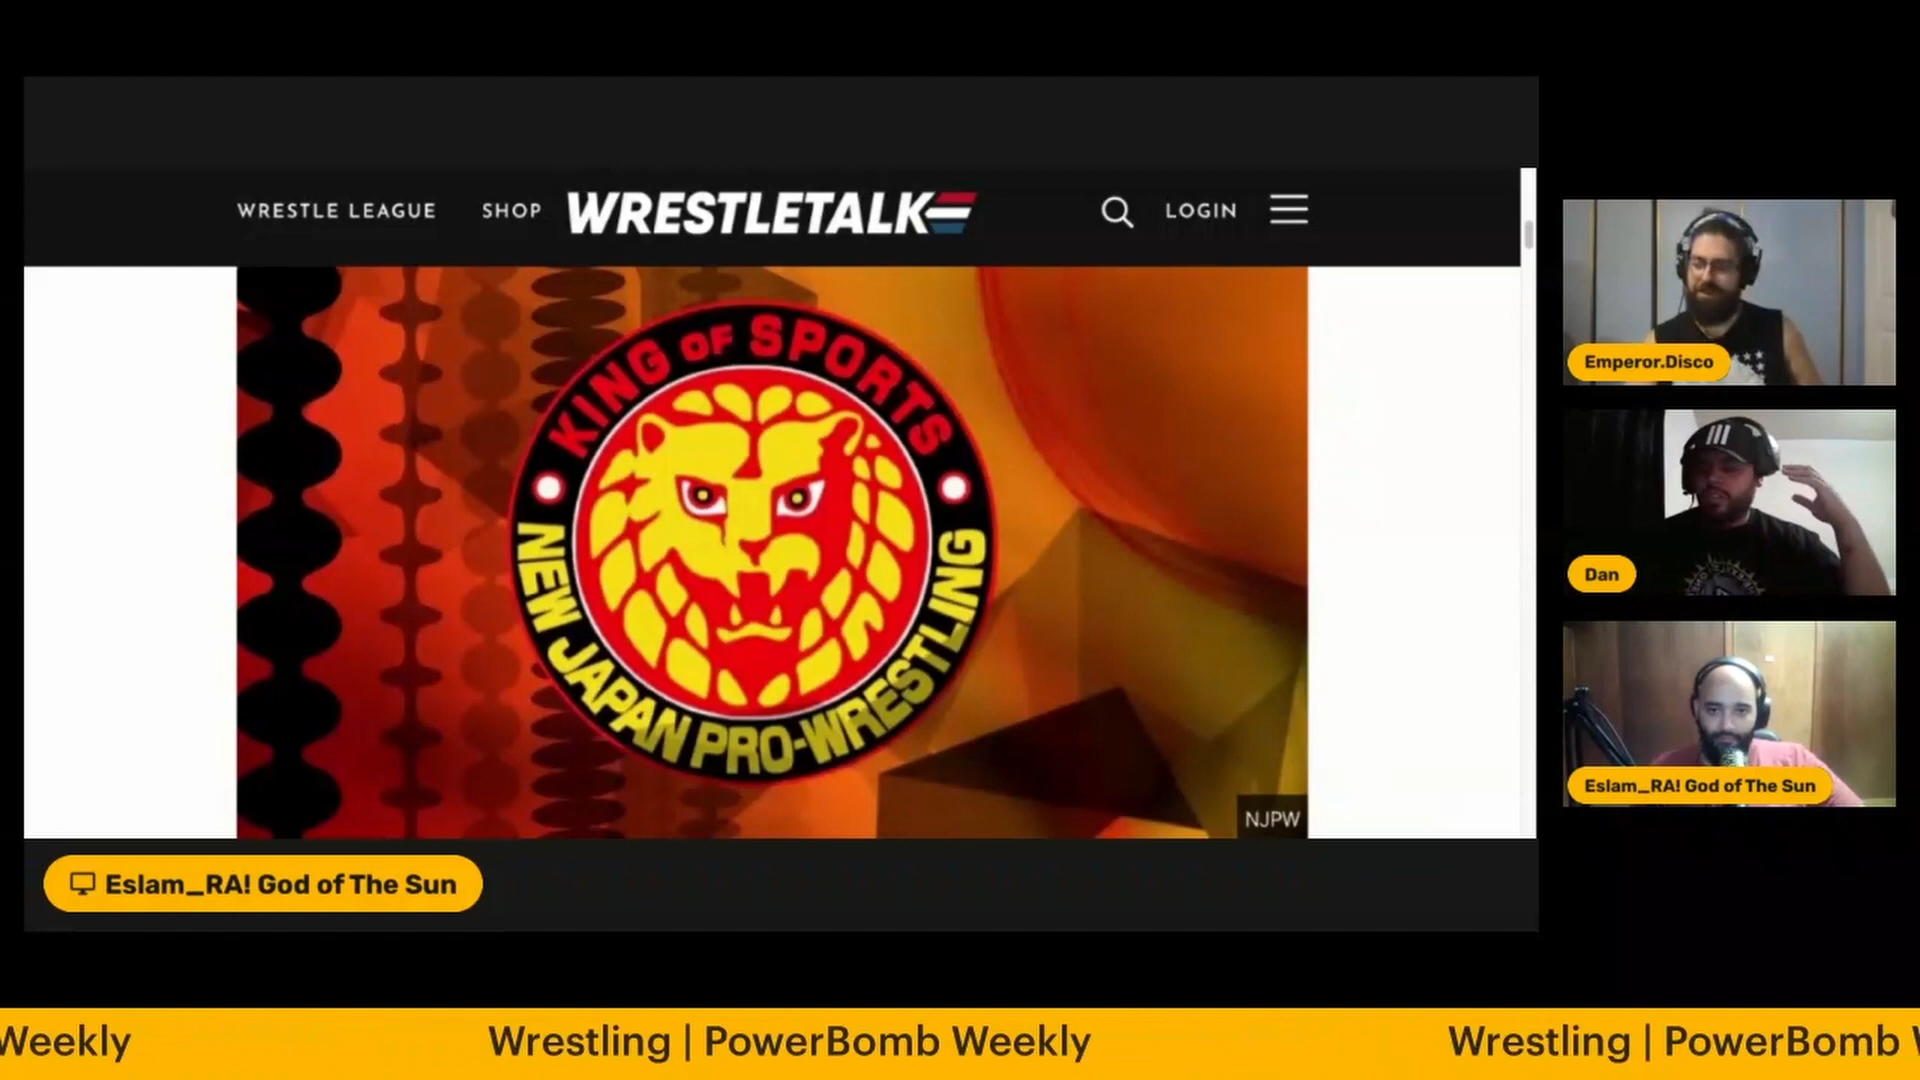 WRESTLE LEAGUE
SHOP
WRESTLETALK
LOGIN
KING OF SPORTS
NEW JAPAN PRO-WRESTLING
NJPW
Emperor.Disco
Dan
Eslam_RA! God of The Sun
Eslam_RA! God of The Sun
Weekly
Wrestling | PowerBomb Weekly
Wrestling | PowerBomb